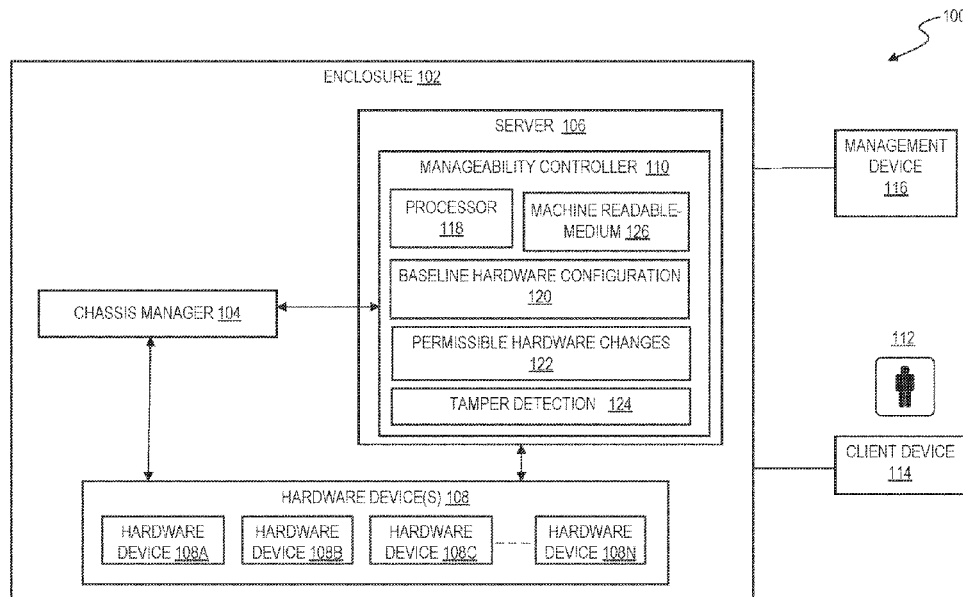 100
ENCLOSURE 102
SERVER 106
MANAGEABILITY CONTROLLER 110
PROCESSOR
118
MACHINE READABLE-
MEDIUM 126
BASELINE HARDWARE CONFIGURATION
120
PERMISSIBLE HARDWARE CHANGES
122
TAMPER DETECTION 124
CHASSIS MANAGER 104
HARDWARE DEVICE(S) 108
HARDWARE
DEVICE 108A
HARDWARE
DEVICE 108B
HARDWARE
DEVICE 108C
HARDWARE
DEVICE 108N
MANAGEMENT
DEVICE
116
112
CLIENT DEVICE
114